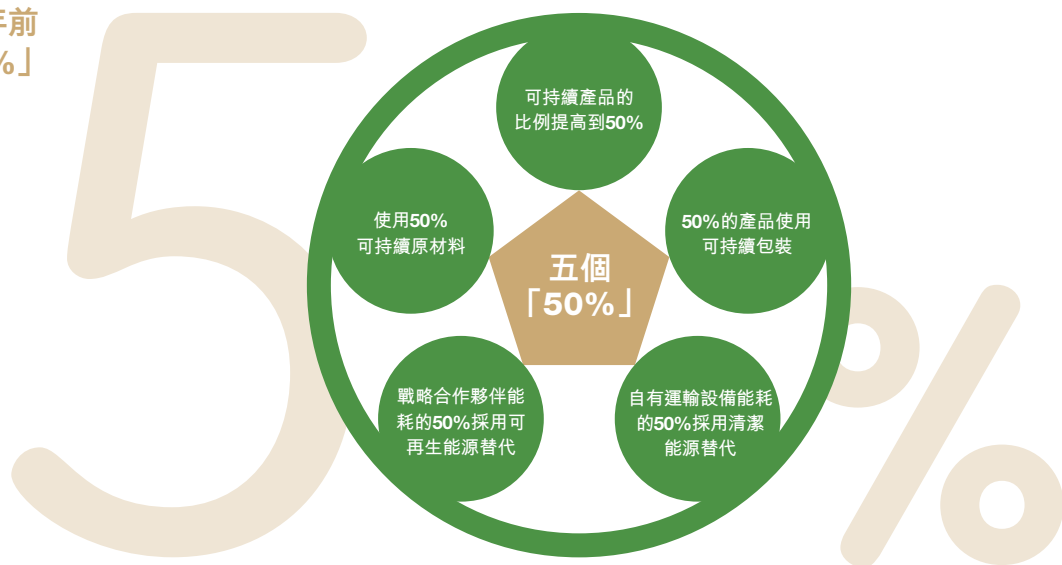 年前
%」
可持續產品的
比例提高到50%
使用50%
可持續原材料
50%的產品使用
可持續包裝
五個
「50%」
戰略合作夥伴能
耗的50%採用可
再生能源替代
自有運輸設備能耗
的50%採用清潔
能源替代
5%